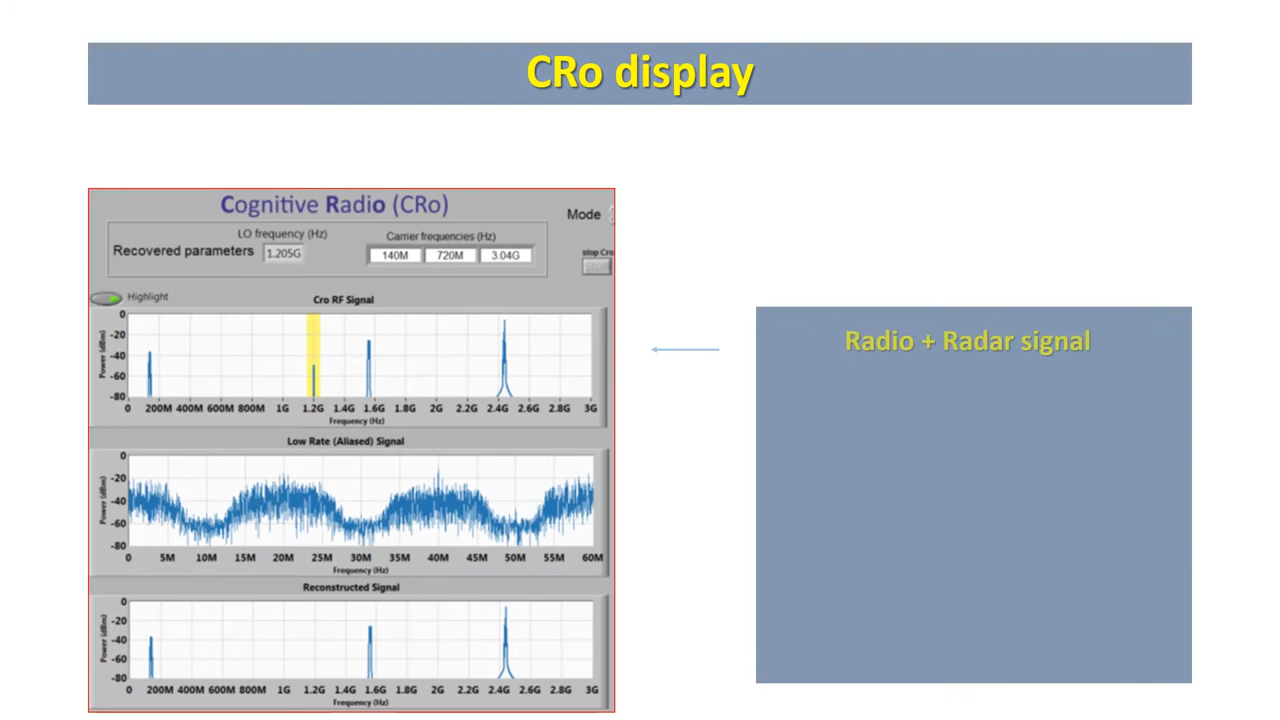 CRo display
Cognitive Radio (CRo)
Mode
LO frequency (Hz)
Carrier frequencies (Hz)
Recovered parameters
1.205G
140M 720M 3.04G
stop Cro
Highlight
Cro RF Signal
Power (dBm)
0
-20
-40
-60
-80
0 200M 400M 600M 800M 1G 1.2G 1.4G 1.6G 1.8G 2G 2.2G 2.4G 2.6G 2.8G 3G
Frequency (Hz)
Low Rate (Aliased) Signal
Power (dBm)
0
-20
-40
-60
-80
0 5M 10M 15M 20M 25M 30M 35M 40M 45M 50M 55M 60M
Frequency (Hz)
Reconstructed Signal
Power (dBm)
0
-20
-40
-60
-80
0 200M 400M 600M 800M 1G 1.2G 1.4G 1.6G 1.8G 2G 2.2G 2.4G 2.6G 2.8G 3G
Frequency (Hz)
Radio + Radar signal